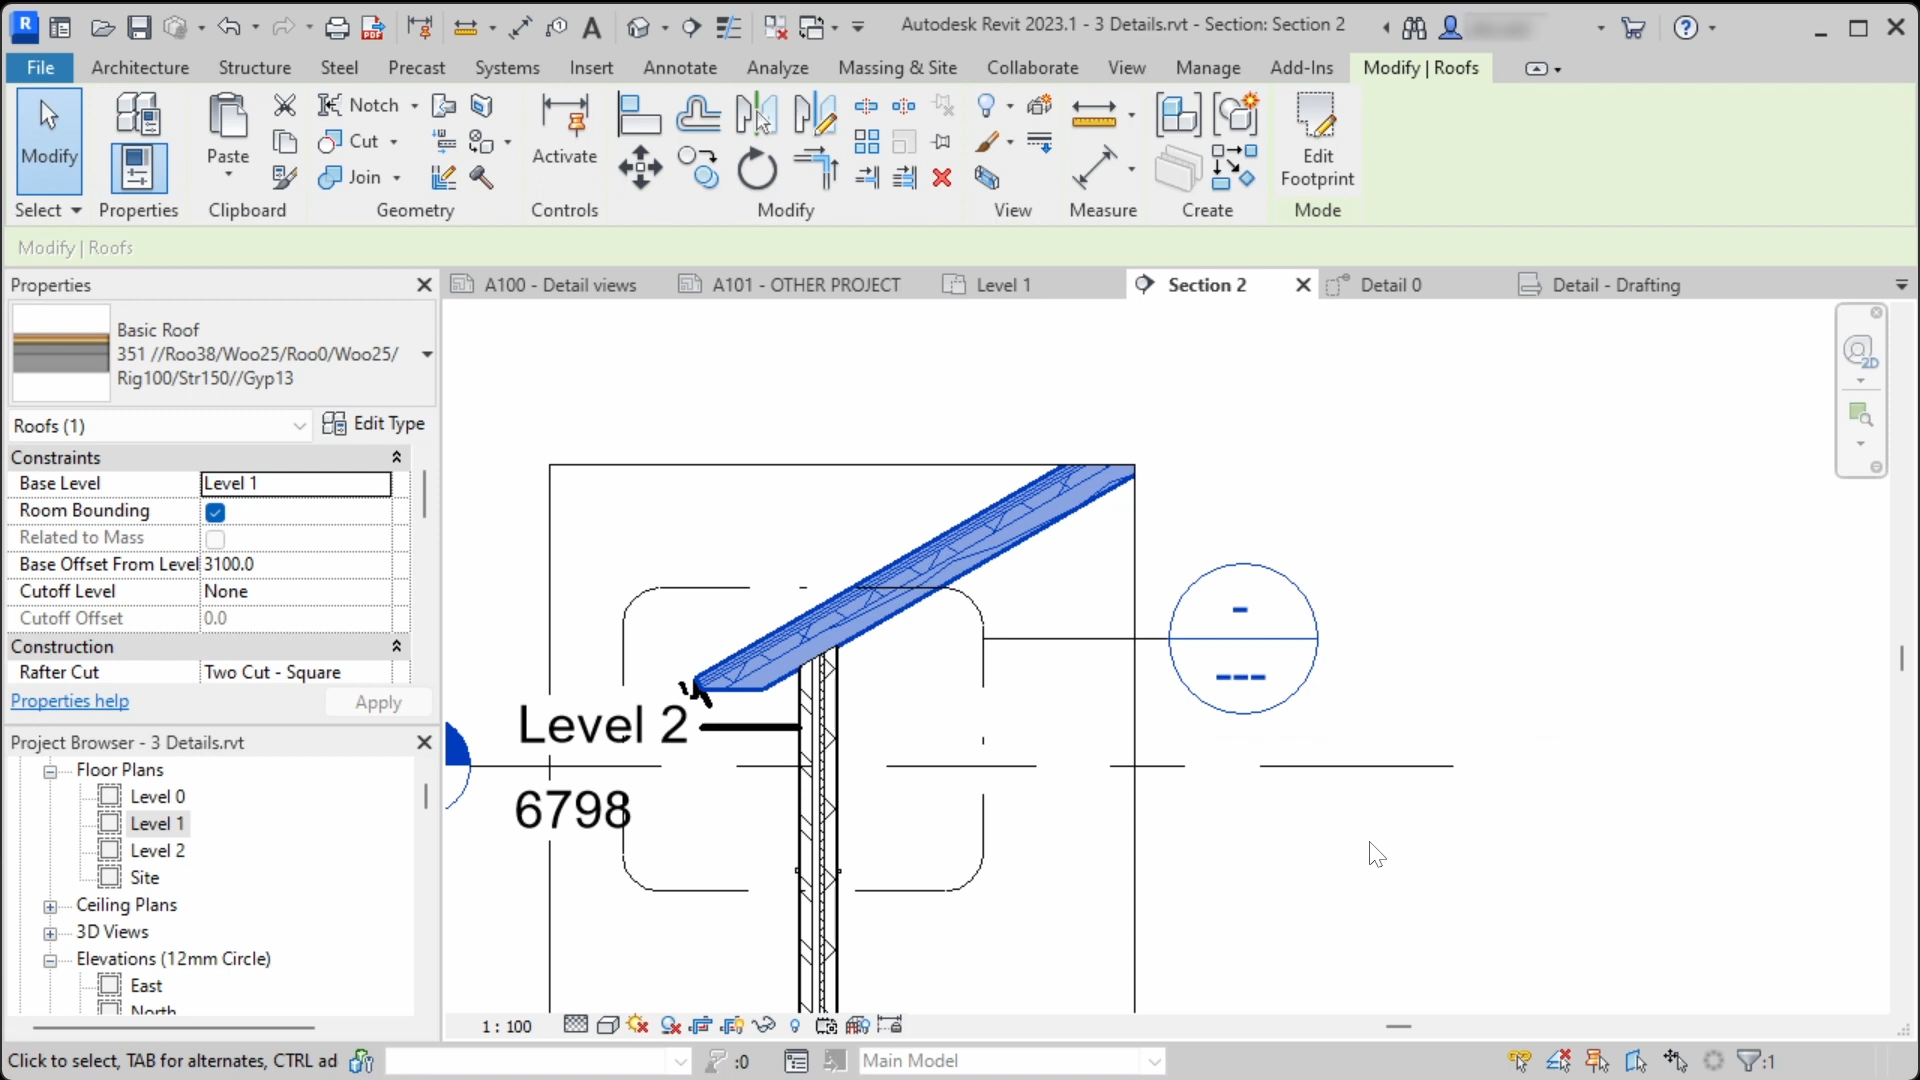 Autodesk Revit 2023.1 - 3 Details.rvt - Section: Section 2
File Architecture Structure Steel Precast Systems Insert Annotate Analyze Massing & Site Collaborate View Manage Add-Ins Modify | Roofs
Modify
Paste
Notch
Cut
Join
Activate
Edit
Footprint
Select Properties Clipboard Geometry Controls Modify View Measure Create Mode
Modify | Roofs
Properties
A100 - Detail views A101 - OTHER PROJECT Level 1 Section 2 Detail 0 Detail - Drafting
Basic Roof
351 //Roo38/Woo25/Roo0/Woo25/
Rig100/Str150//Gyp13
Roofs (1) Edit Type
Constraints
Base Level Level 1
Room Bounding
Related to Mass
Base Offset From Level 3100.0
Cutoff Level None
Cutoff Offset 0.0
Construction
Rafter Cut Two Cut - Square
Properties help Apply
Project Browser - 3 Details.rvt
Floor Plans
Level 0
Level 1
Level 2
Site
Ceiling Plans
3D Views
Elevations (12mm Circle)
East
North
2D
-
---
Level 2
6798
1 : 100
Click to select, TAB for alternates, CTRL ad :0 Main Model :1